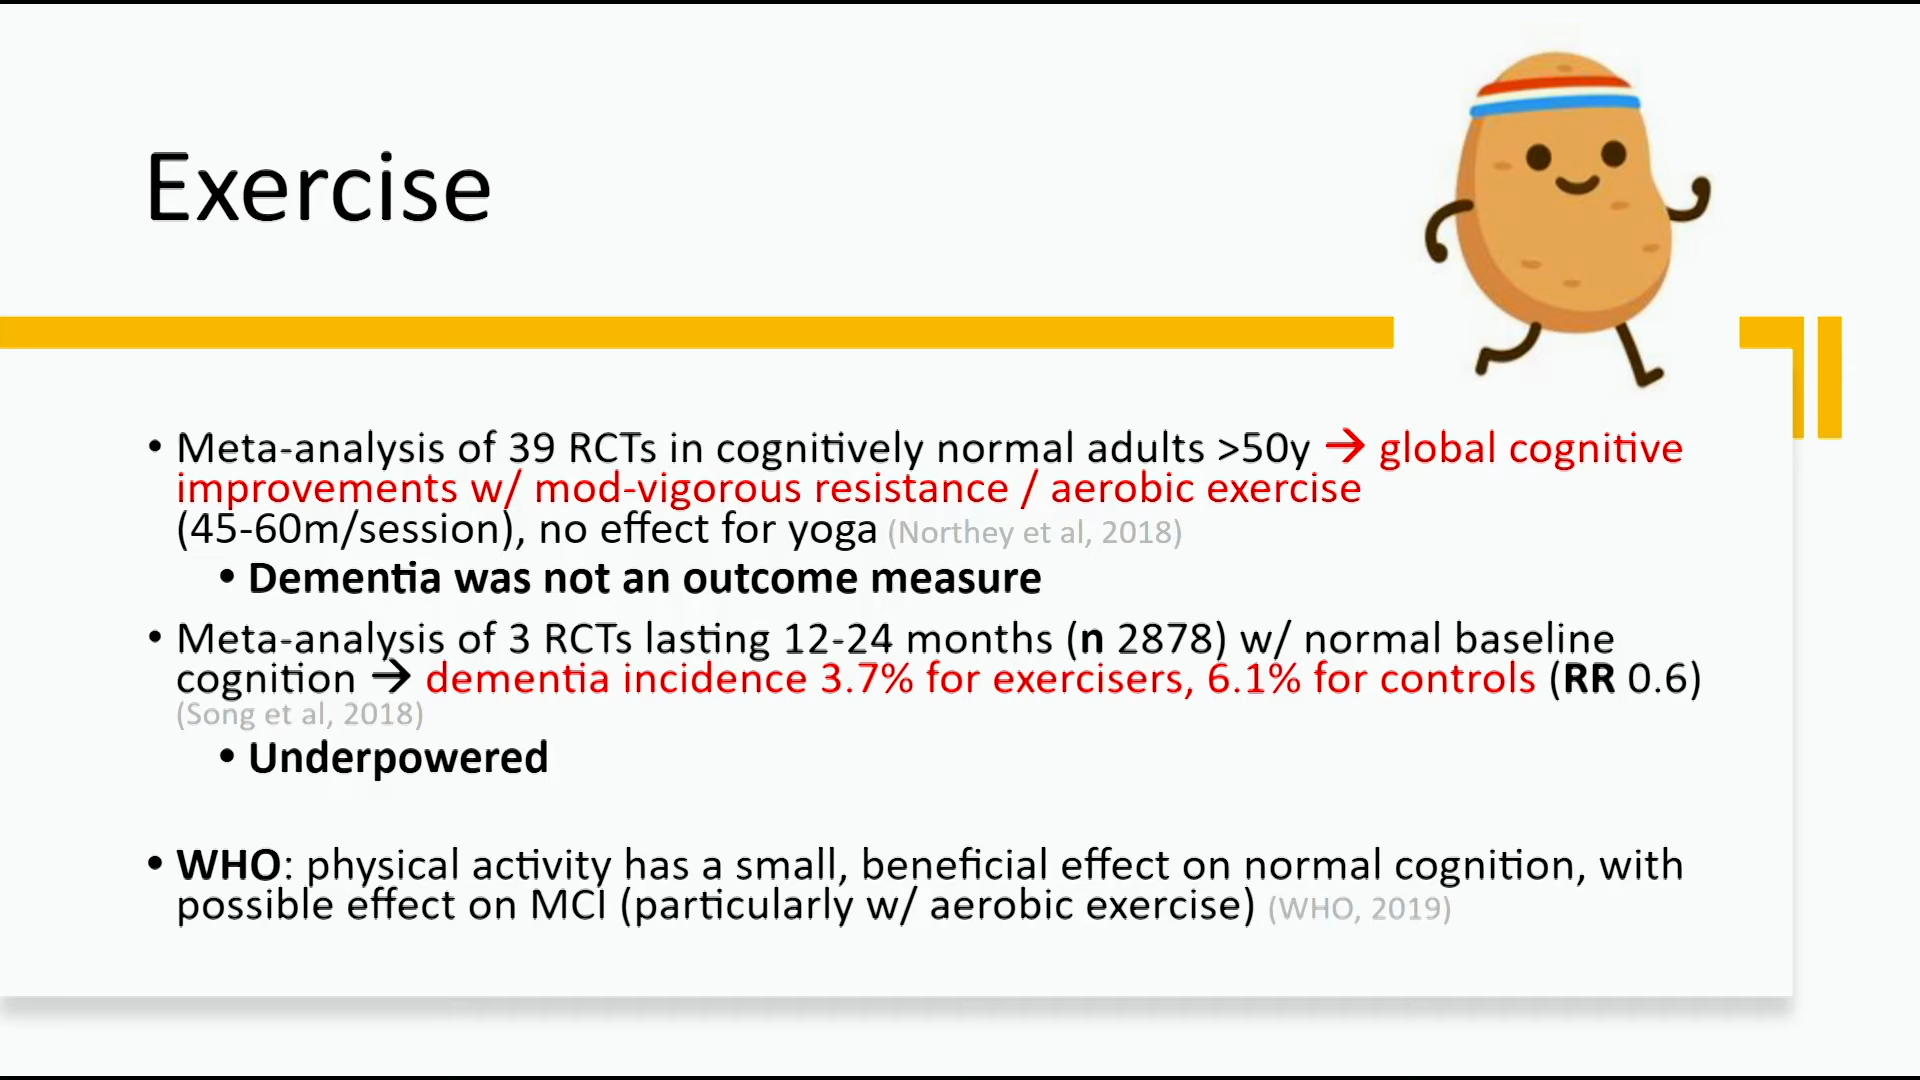 Exercise
• Meta-analysis of 39 RCTs in cognitively normal adults >50y → global cognitive
improvements w/ mod-vigorous resistance / aerobic exercise
(45-60m/session), no effect for yoga (Northey et al, 2018)
• Dementia was not an outcome measure
• Meta-analysis of 3 RCTs lasting 12-24 months (n 2878) w/ normal baseline
cognition → dementia incidence 3.7% for exercisers, 6.1% for controls (RR 0.6)
(Song et al, 2018)
• Underpowered
• WHO: physical activity has a small, beneficial effect on normal cognition, with
possible effect on MCI (particularly w/ aerobic exercise) (WHO, 2019)